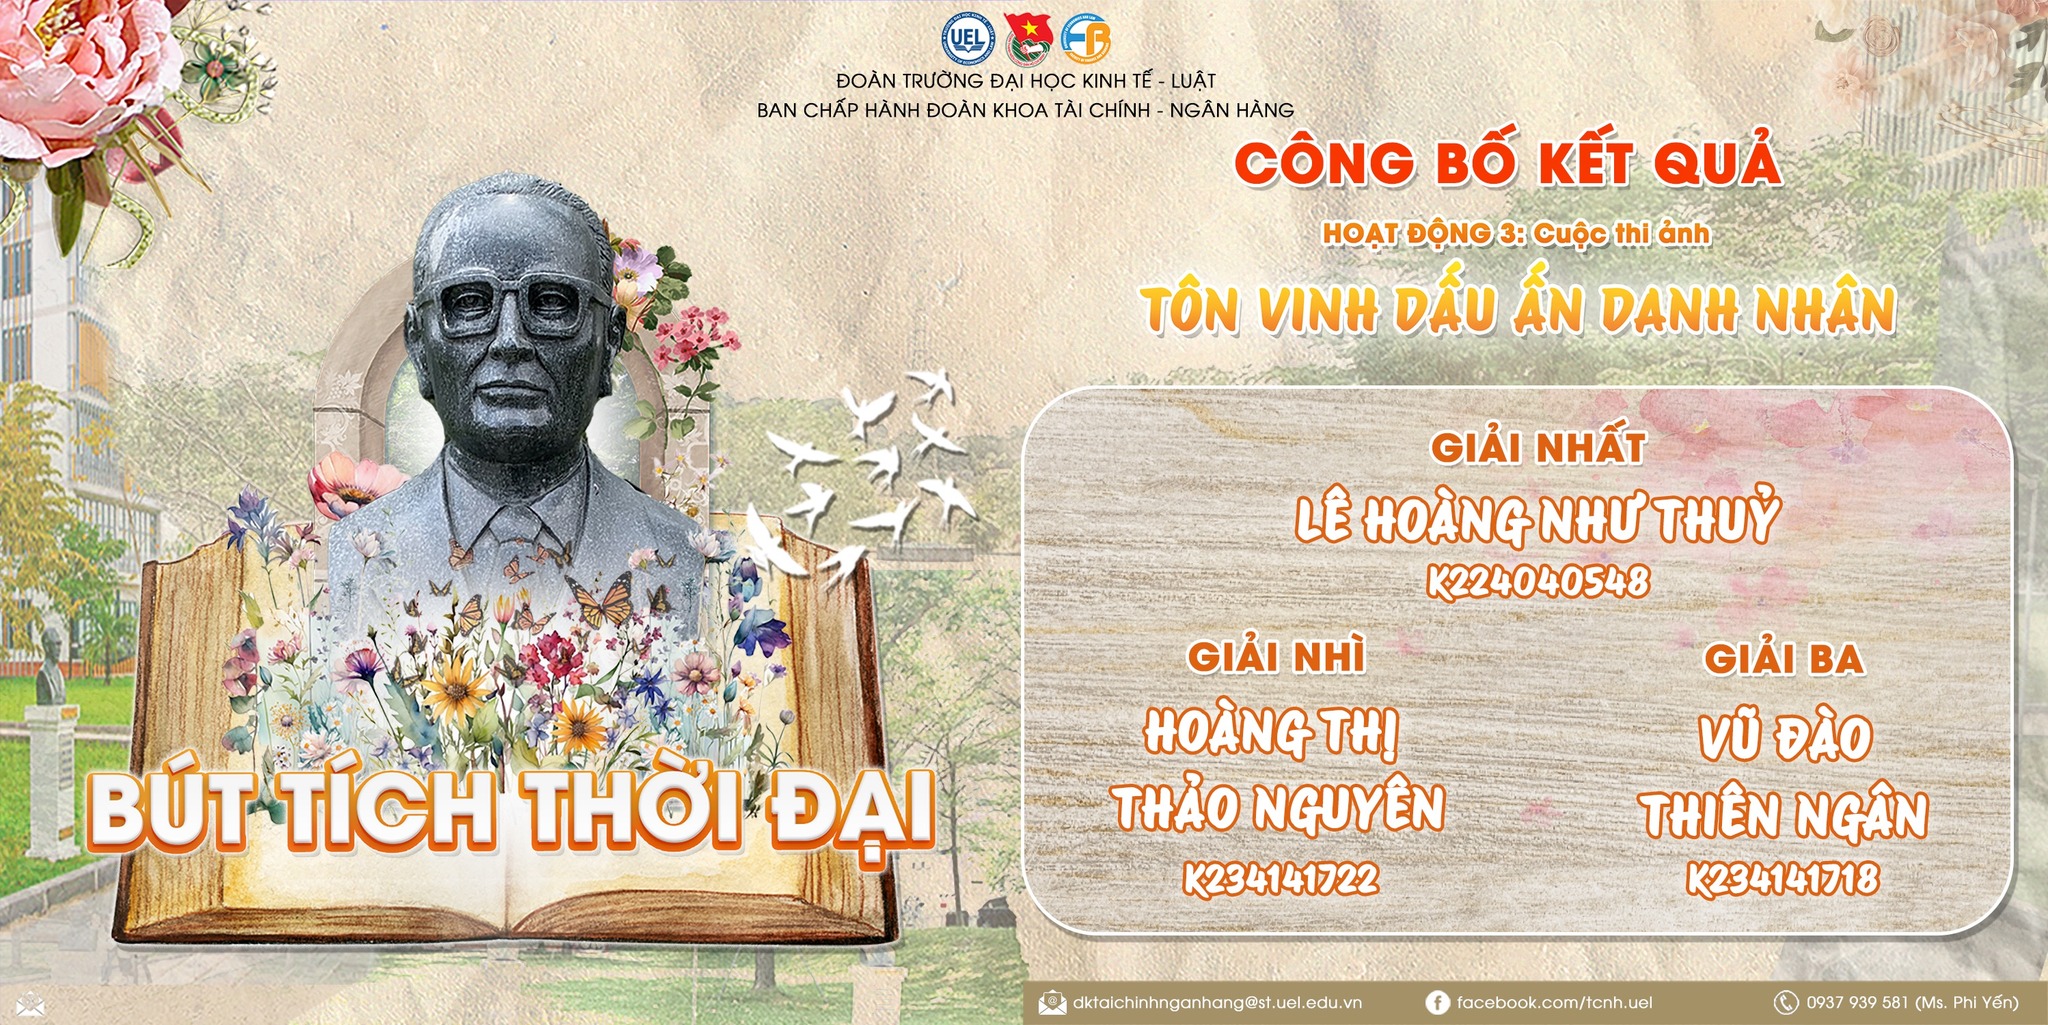 UEL
ĐOÀN TRƯỜNG ĐẠI HỌC KINH TẾ - LUẬT
BAN CHẤP HÀNH ĐOÀN KHOA TÀI CHÍNH - NGÂN HÀNG
CÔNG BỐ KẾT QUẢ
HOẠT ĐỘNG 3: Cuộc thi ảnh
TÔN VINH DẤU ẤN DANH NHÂN
GIẢI NHẤT
LÊ HOÀNG NHƯ THUỶ
K224040548
GIẢI NHÌ
HOÀNG THỊ
THẢO NGUYÊN
K234141722
GIẢI BA
VŨ ĐÀO
THIÊN NGÂN
K234141718
BÚT TÍCH THỜI ĐẠI
dktaichinhnganhang@st.uel.edu.vn
facebook.com/tcnh.uel
0937 939 581 (Ms. Phi Yến)